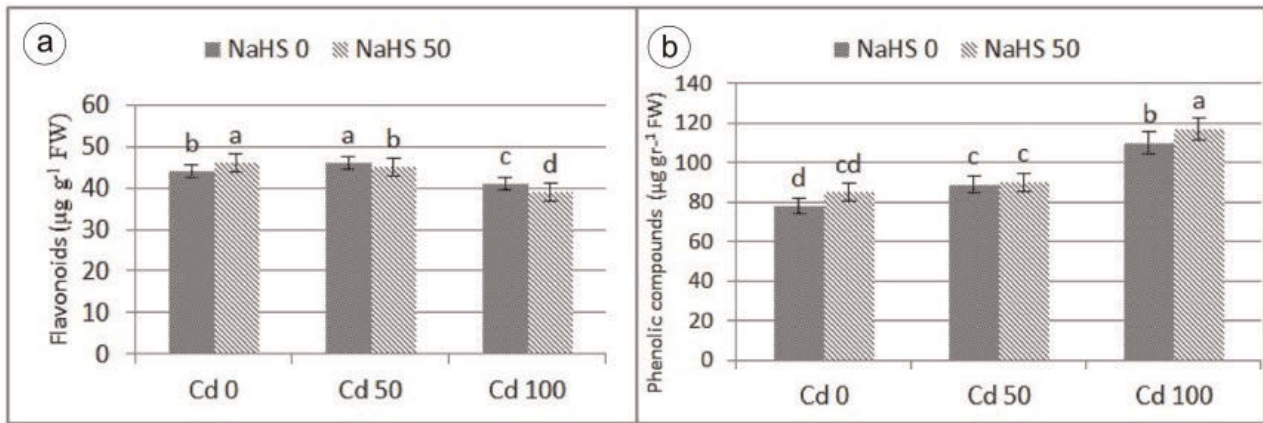 a
NaHS 0 NaHS 50
Flavonoids (µg g⁻¹ FW)
60
50
40
30
20
10
0
b a a b c d
Cd 0 Cd 50 Cd 100
b
NaHS 0 NaHS 50
Phenolic compounds (µg gr⁻¹ FW)
140
120
100
80
60
40
20
0
d cd c c b a
Cd 0 Cd 50 Cd 100